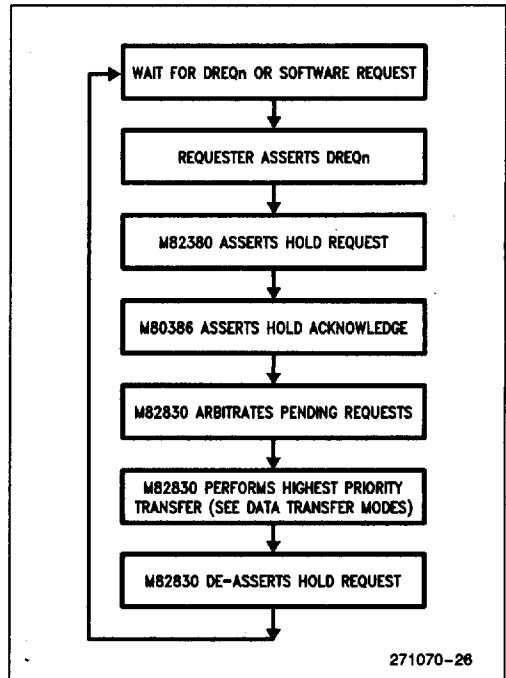 WAIT FOR DREQn OR SOFTWARE REQUEST
REQUESTER ASSERTS DREQn
M82380 ASSERTS HOLD REQUEST
M80386 ASSERTS HOLD ACKNOWLEDGE
M82830 ARBITRATES PENDING REQUESTS
M82830 PERFORMS HIGHEST PRIORITY
TRANSFER (SEE DATA TRANSFER MODES)
M82830 DE-ASSERTS HOLD REQUEST
271070-26